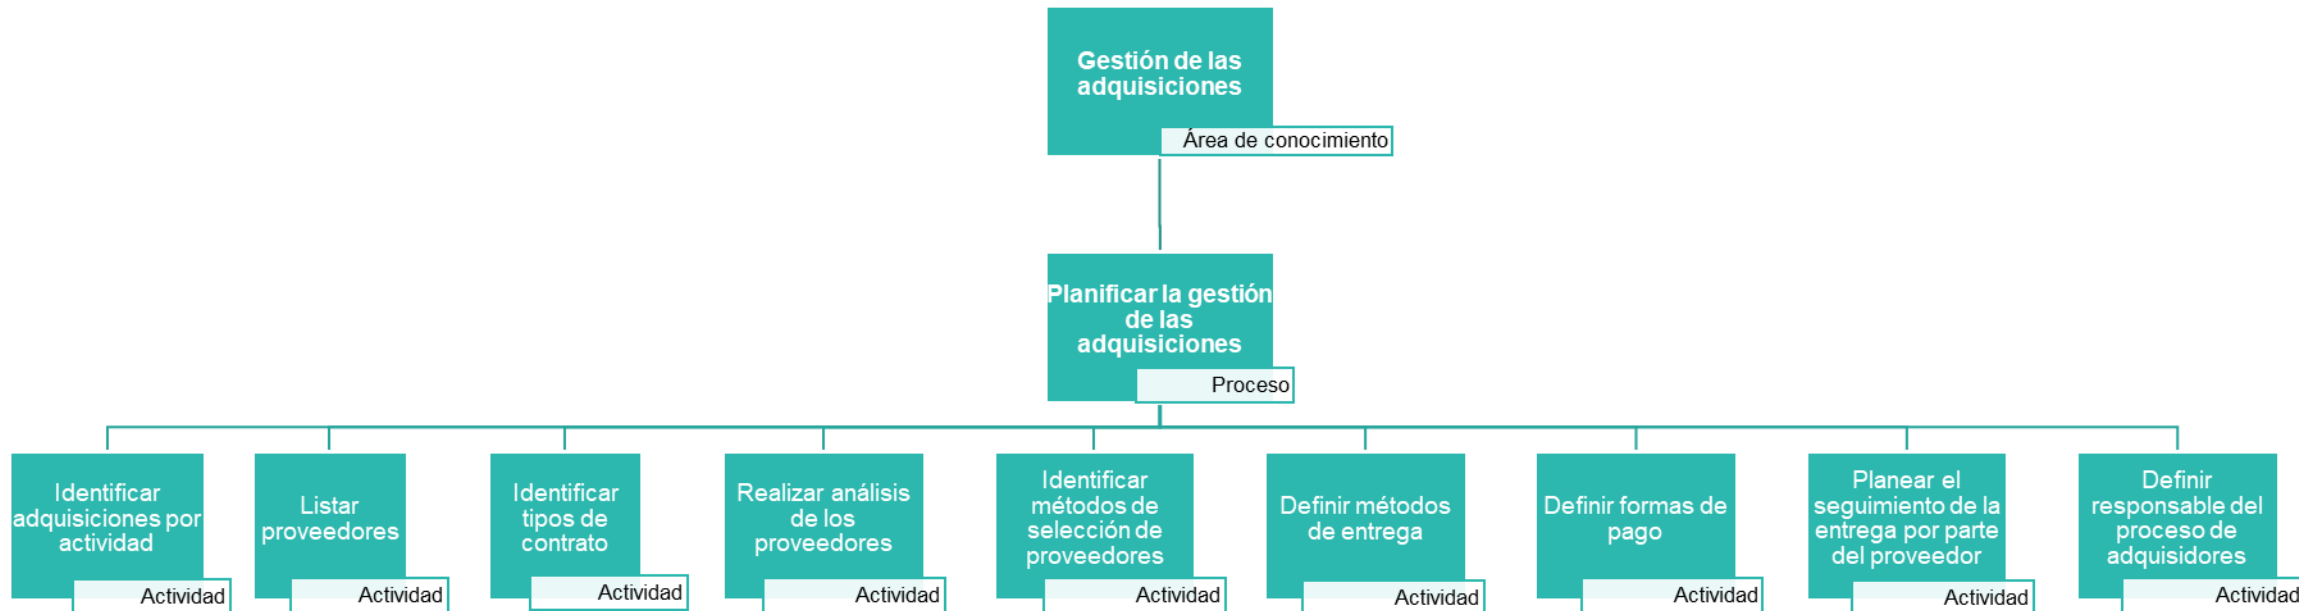 Gestión de las
adquisiciones
Área de conocimiento
Planificar la gestión
de las
adquisiciones
Proceso
Identificar
adquisiciones por
actividad
Actividad
Listar
proveedores
Actividad
Identificar
tipos de
contrato
Actividad
Realizar análisis
de los
proveedores
Actividad
Identificar
métodos de
selección de
proveedores
Actividad
Definir métodos
de entrega
Actividad
Definir formas de
pago
Actividad
Planear el
seguimiento de la
entrega por parte
del proveedor
Actividad
Definir
responsable del
proceso de
adquisidores
Actividad